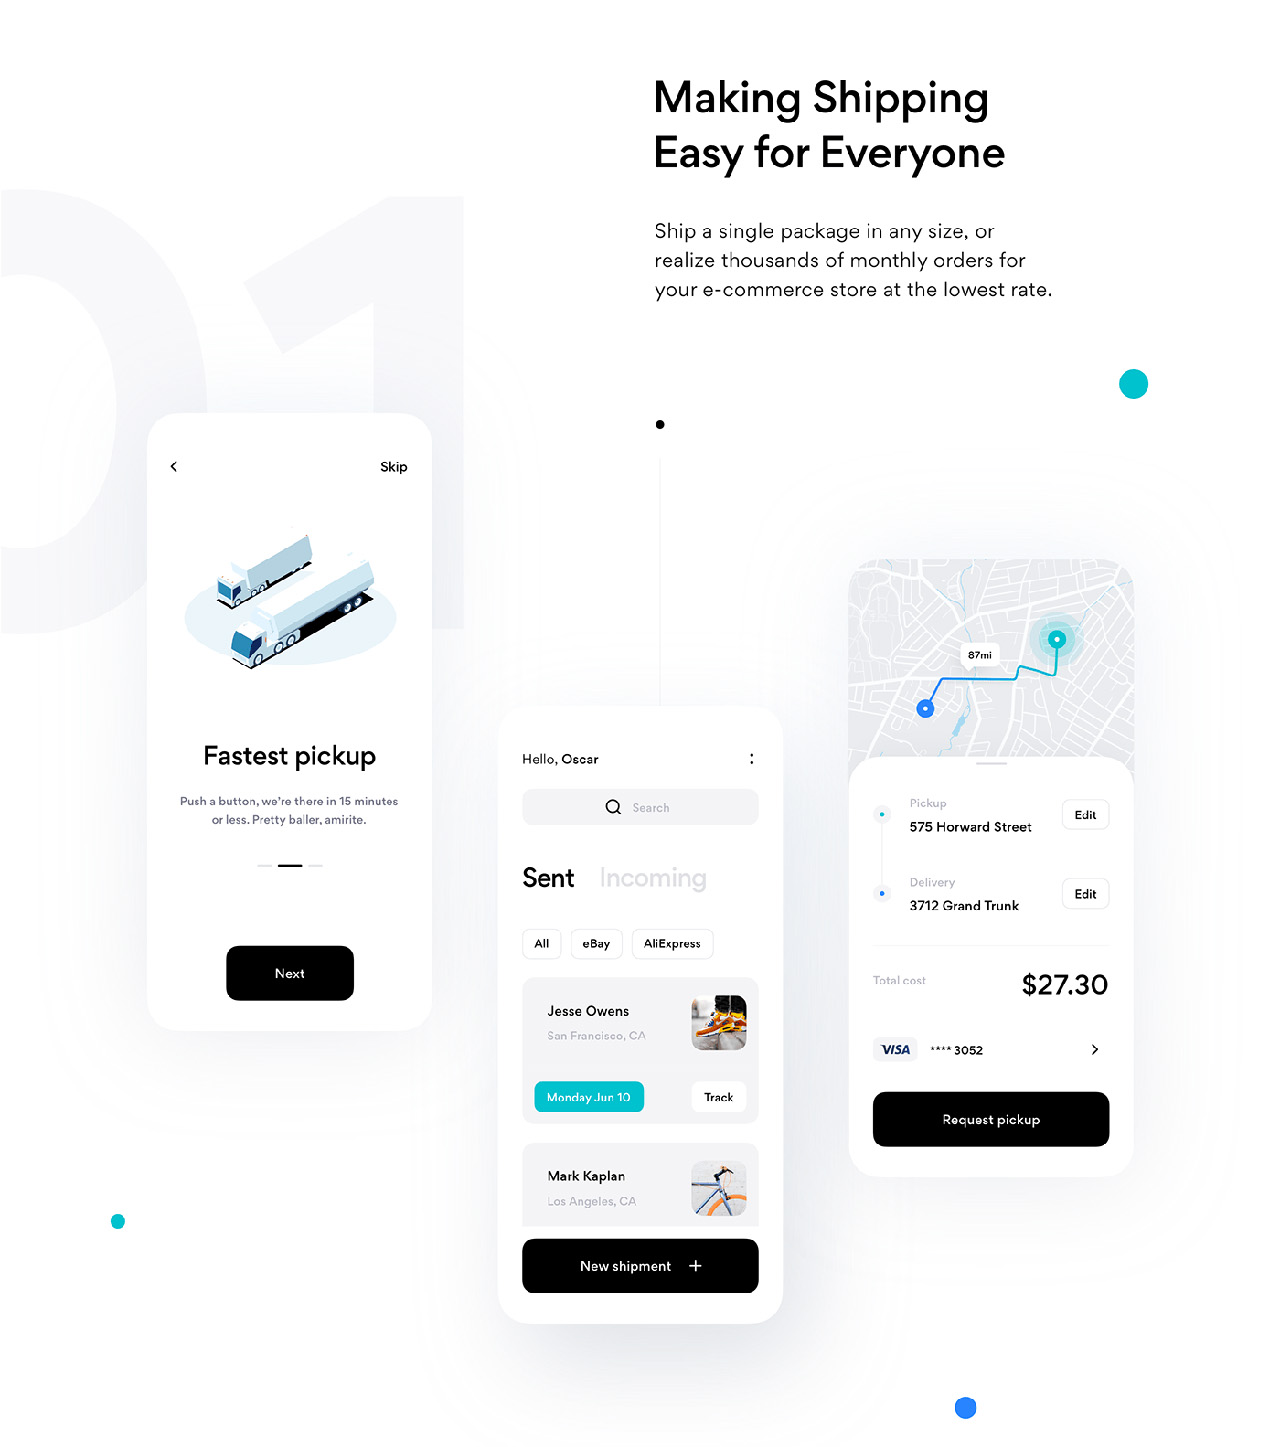 01
Making Shipping
Easy for Everyone
Ship a single package in any size, or
realize thousands of monthly orders for
your e-commerce store at the lowest rate.
Skip
Fastest pickup
Push a button, we're there in 15 minutes
or less. Pretty baller, amirite.
Next
Hello, Oscar
Search
Sent Incoming
All eBay AliExpress
Jesse Owens
San Francisco, CA
Monday Jun 10 Track
Mark Kaplan
Los Angeles, CA
New shipment +
87mi
Pickup
575 Horward Street
Edit
Delivery
3712 Grand Trunk
Edit
Total cost
$27.30
VISA **** 3052
Request pickup